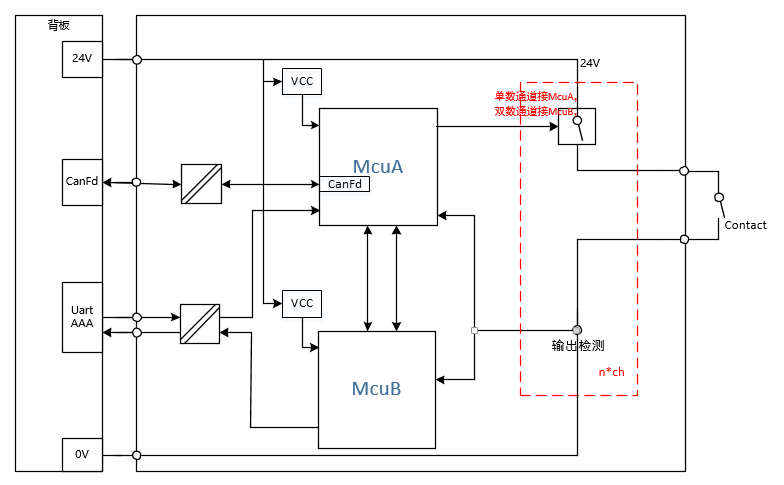 背板
24V
24V
VCC
单数通道接McuA，
双数通道接McuB，
McuA
CanFd
CanFd
Contact
Uart
AAA
VCC
输出检测
McuB
n*ch
0V